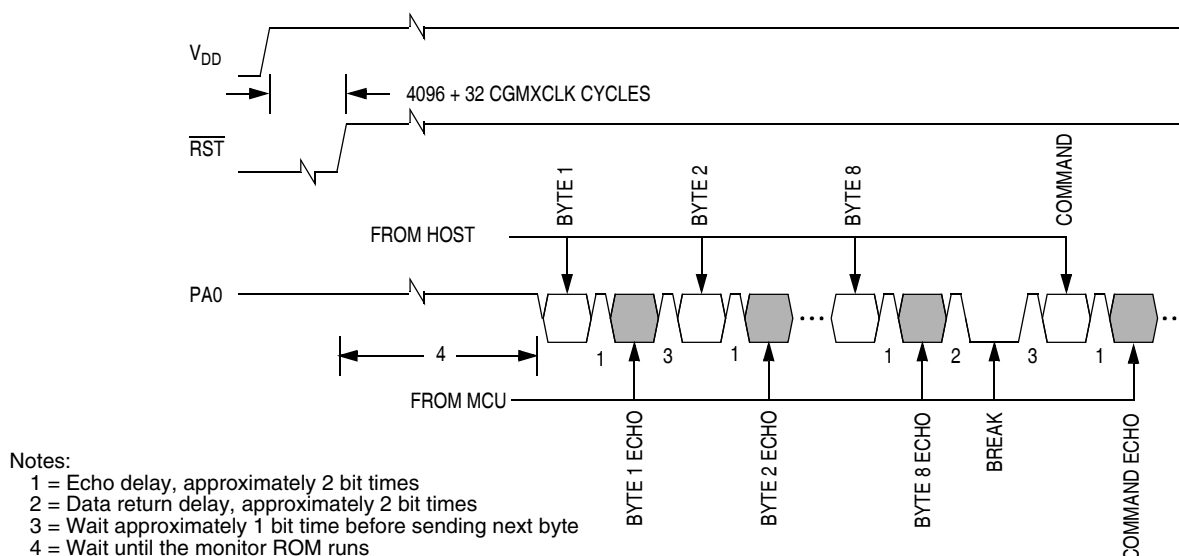 VDD
4096 + 32 CGMXCLK CYCLES
RST
FROM HOST
BYTE 1
BYTE 2
BYTE 8
COMMAND
PA0
4
1
3
1
1
2
3
1
FROM MCU
BYTE 1 ECHO
BYTE 2 ECHO
BYTE 8 ECHO
BREAK
COMMAND ECHO
Notes:
1 = Echo delay, approximately 2 bit times
2 = Data return delay, approximately 2 bit times
3 = Wait approximately 1 bit time before sending next byte
4 = Wait until the monitor ROM runs